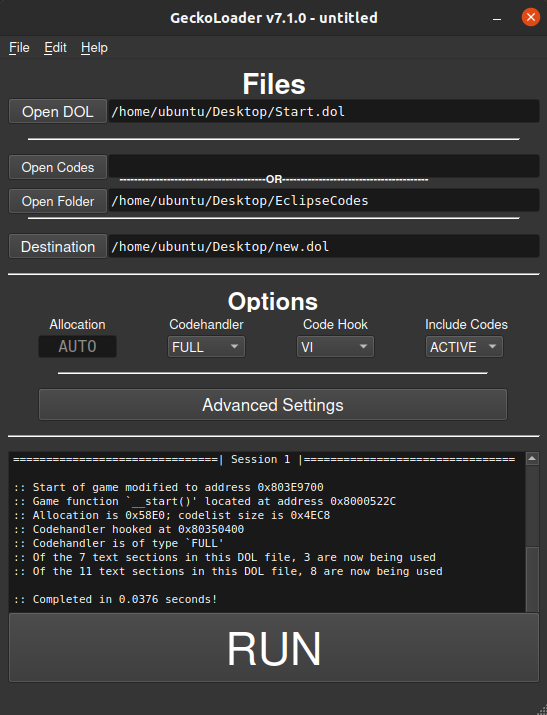 GeckoLoader v7.1.0 - untitled
File Edit Help
Files
Open DOL /home/ubuntu/Desktop/Start.dol
Open Codes
-----------------------------------------OR-----------------------------------------
Open Folder /home/ubuntu/Desktop/EclipseCodes
Destination /home/ubuntu/Desktop/new.dol
Options
Allocation Codehandler Code Hook Include Codes
AUTO FULL VI ACTIVE
Advanced Settings
===============================| Session 1 |================================
:: Start of game modified to address 0x803E9700
:: Game function `__start()' located at address 0x8000522C
:: Allocation is 0x58E0; codelist size is 0x4EC8
:: Codehandler hooked at 0x80350400
:: Codehandler is of type `FULL'
:: Of the 7 text sections in this DOL file, 3 are now being used
:: Of the 11 text sections in this DOL file, 8 are now being used
:: Completed in 0.0376 seconds!
RUN